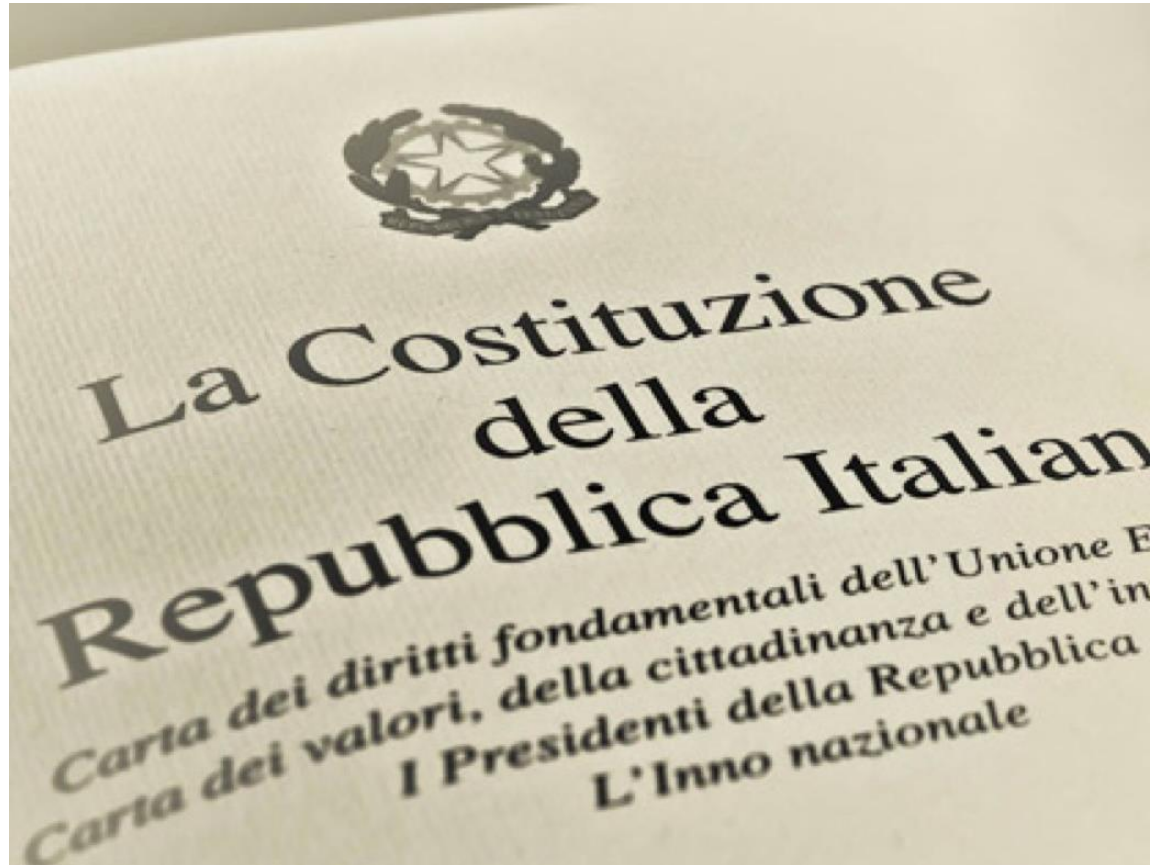 La Costituzione
della
Repubblica Italian
Carta dei diritti fondamentali dell'Unione E
Carta dei valori, della cittadinanza e dell'in
I Presidenti della Repubblica
L'Inno nazionale